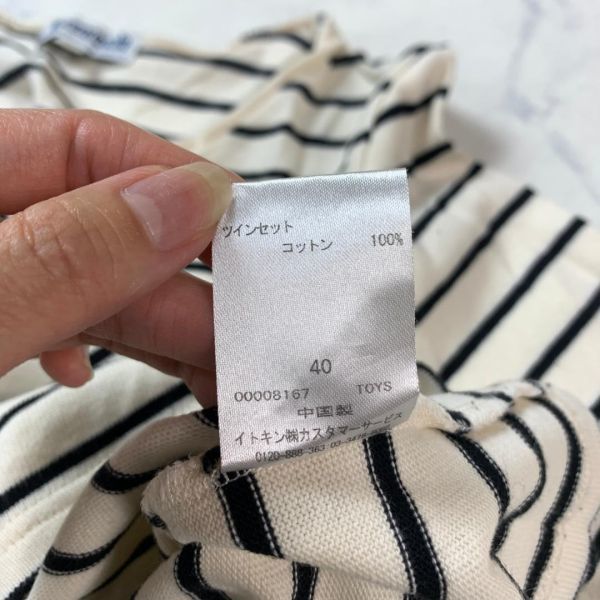 ツインセット
コットン 100%
40
00008167 TOYS
中国製
イトキン㈱カスタマーサービス
0120-888-363 03-